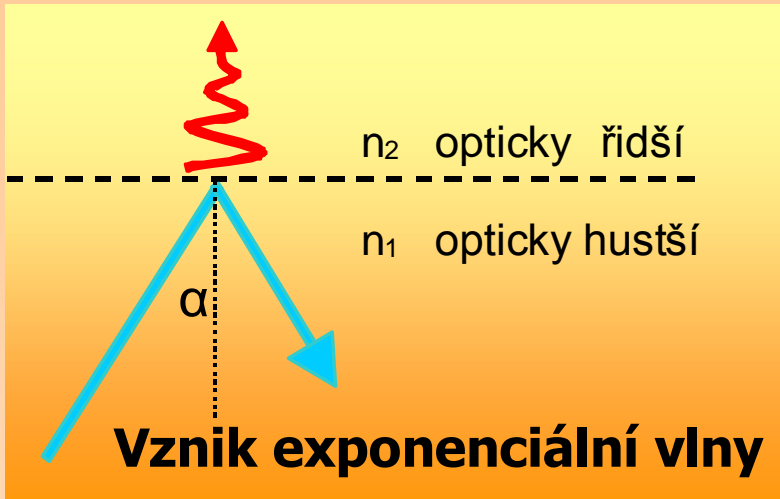 n₂ opticky řidší
n₁ opticky hustší
α
Vznik exponenciální vlny